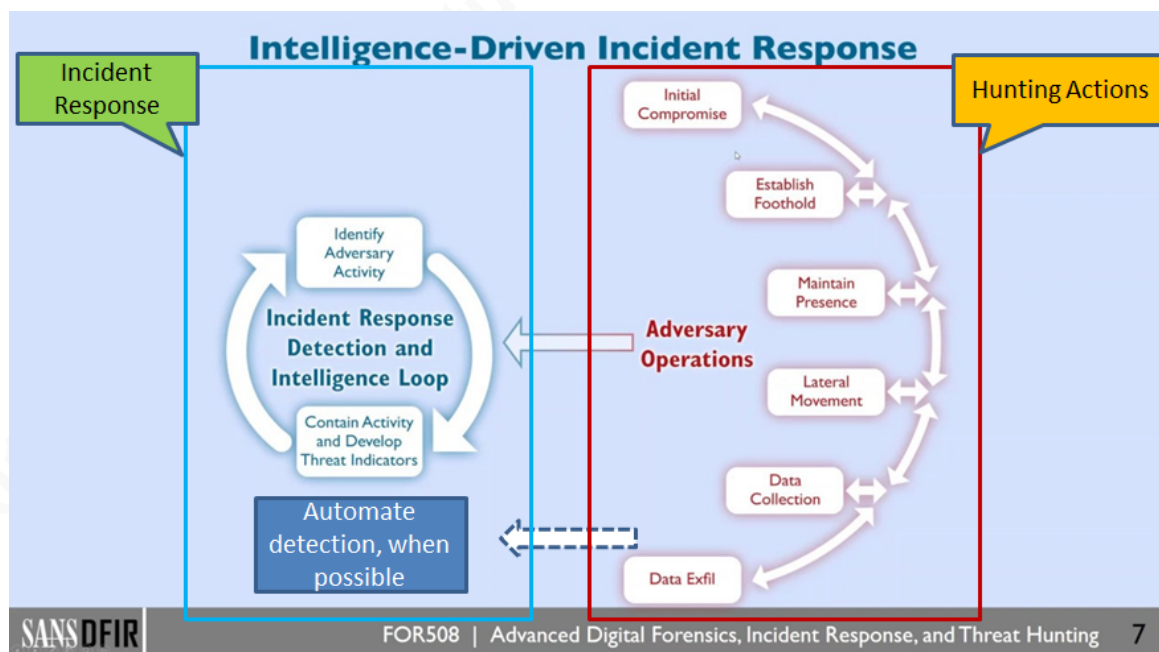 Intelligence-Driven Incident Response
Incident
Response
Hunting Actions
Initial
Compromise
Establish
Foothold
Maintain
Presence
Lateral
Movement
Data
Collection
Data Exfil
Adversary
Operations
Identify
Adversary
Activity
Incident Response
Detection and
Intelligence Loop
Contain Activity
and Develop
Threat Indicators
Automate
detection, when
possible
SANS DFIR
FOR508 | Advanced Digital Forensics, Incident Response, and Threat Hunting 7